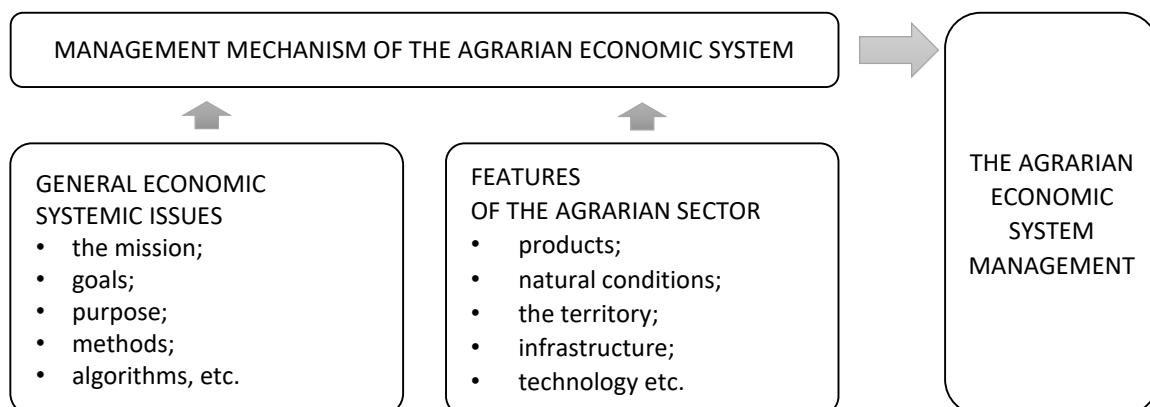 MANAGEMENT MECHANISM OF THE AGRARIAN ECONOMIC SYSTEM
GENERAL ECONOMIC
SYSTEMIC ISSUES
• the mission;
• goals;
• purpose;
• methods;
• algorithms, etc.
FEATURES
OF THE AGRARIAN SECTOR
• products;
• natural conditions;
• the territory;
• infrastructure;
• technology etc.
THE AGRARIAN
ECONOMIC
SYSTEM
MANAGEMENT